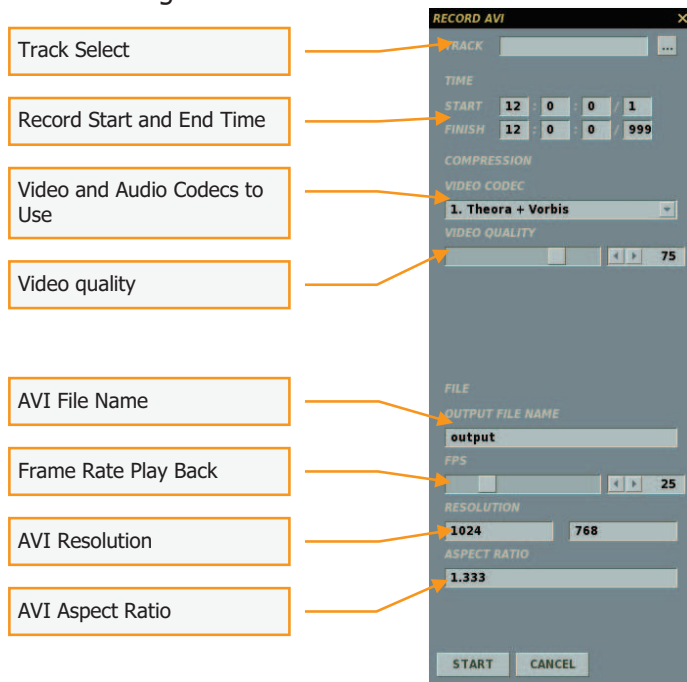 RECORD AVI ×
Track Select
TRACK ...
TIME
Record Start and End Time
START 12 : 0 : 0 / 1
FINISH 12 : 0 : 0 / 999
COMPRESSION
Video and Audio Codecs to
Use
VIDEO CODEC
1. Theora + Vorbis
VIDEO QUALITY
Video quality
75
FILE
AVI File Name
OUTPUT FILE NAME
output
Frame Rate Play Back
FPS
25
RESOLUTION
AVI Resolution
1024 768
ASPECT RATIO
AVI Aspect Ratio
1.333
START CANCEL